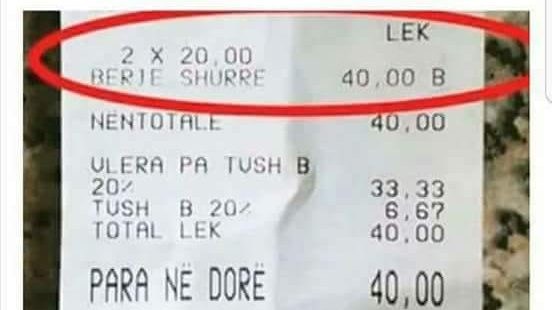 LEK
2 X 20,00
BERJE SHURRE 40,00 B
NËNTOTALE 40,00
VLERA PA TVSH B
20% 33,33
TVSH B 20% 6,67
TOTAL LEK 40,00
PARA NË DORË 40,00